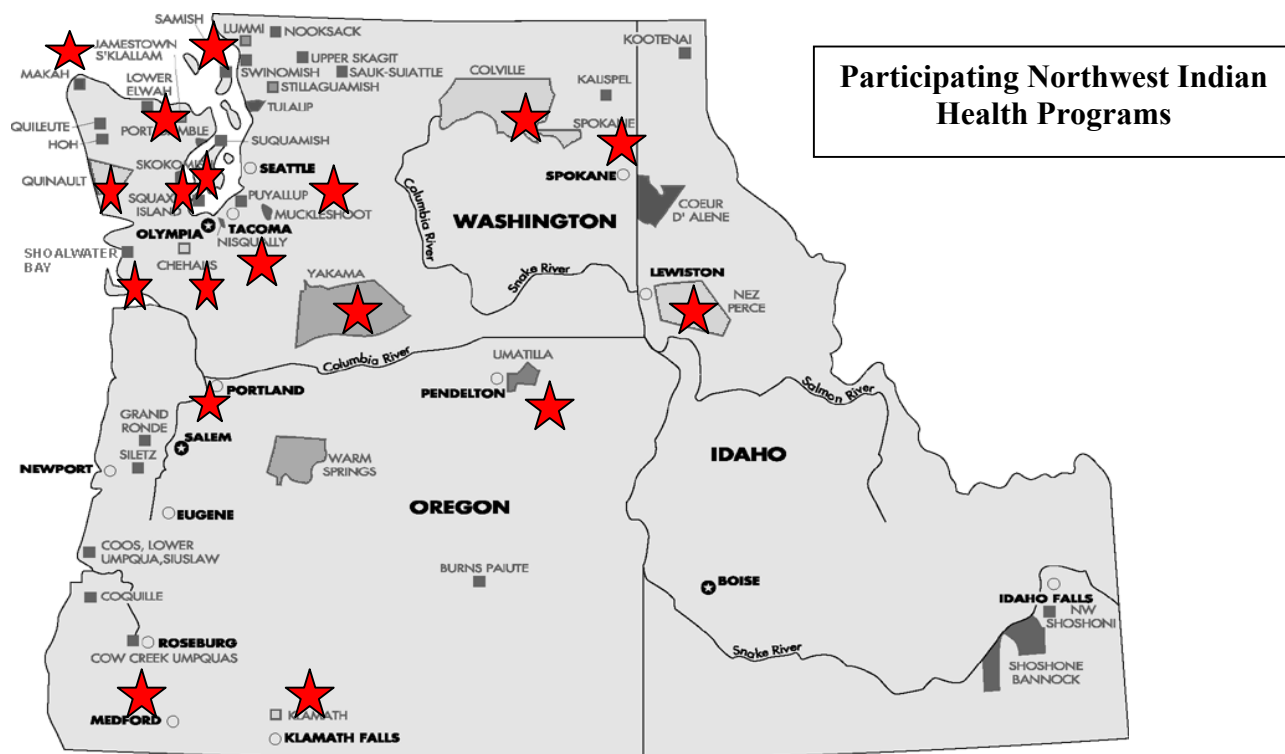 Participating Northwest Indian
Health Programs
SAMISH
LUMMI
NOOKSACK
JAMESTOWN
S'KLALLAM
UPPER SKAGIT
KOOTENAI
MAKAH
SWINOMISH
SAUK-SUIATTLE
COLVILLE
LOWER
ELWAH
STILLAGUAMISH
KALISPEL
TULALIP
QUILEUTE
PORT GAMBLE
SPOKANE
HOH
SUQUAMISH
SKOKOMISH
SEATTLE
SPOKANE
QUINAULT
SQUAXIN
ISLAND
PUYALLUP
MUCKLESHOOT
Columbia River
WASHINGTON
COEUR
D' ALENE
OLYMPIA
TACOMA
NISQUALLY
SHOALWATER
BAY
CHEHALIS
YAKAMA
Snake River
LEWISTON
NEZ
PERCE
Columbia River
UMATILLA
PORTLAND
PENDELTON
Salmon River
GRAND
RONDE
SALEM
SILETZ
NEWPORT
WARM
SPRINGS
IDAHO
EUGENE
OREGON
COOS, LOWER
UMPQUA,SIUSLAW
BURNS PAIUTE
BOISE
COQUILLE
IDAHO FALLS
NW
SHOSHONI
ROSEBURG
COW CREEK UMPQUAS
Snake River
SHOSHONE
BANNOCK
MEDFORD
KLAMATH
KLAMATH FALLS